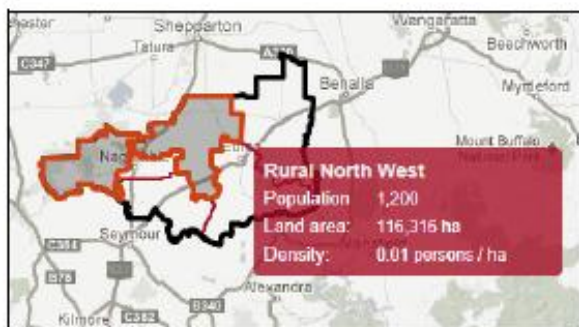 Shepparton
Wangaratta
Tatura
Beechworth
C347
Benalla
Myrtleford
Mount Buffalo
National Park
Rural North West
Population 1,200
Land area: 116,316 ha
Density: 0.01 persons / ha
Seymour
Alexandra
B340
Kilmore